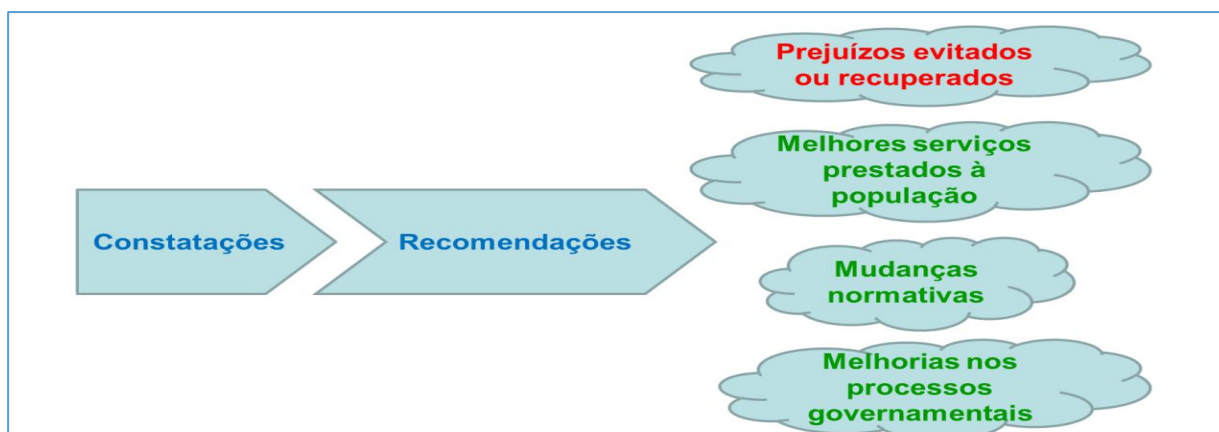 Constatações
Recomendações
Prejuízos evitados
ou recuperados
Melhores serviços
prestados à
população
Mudanças
normativas
Melhorias nos
processos
governamentais